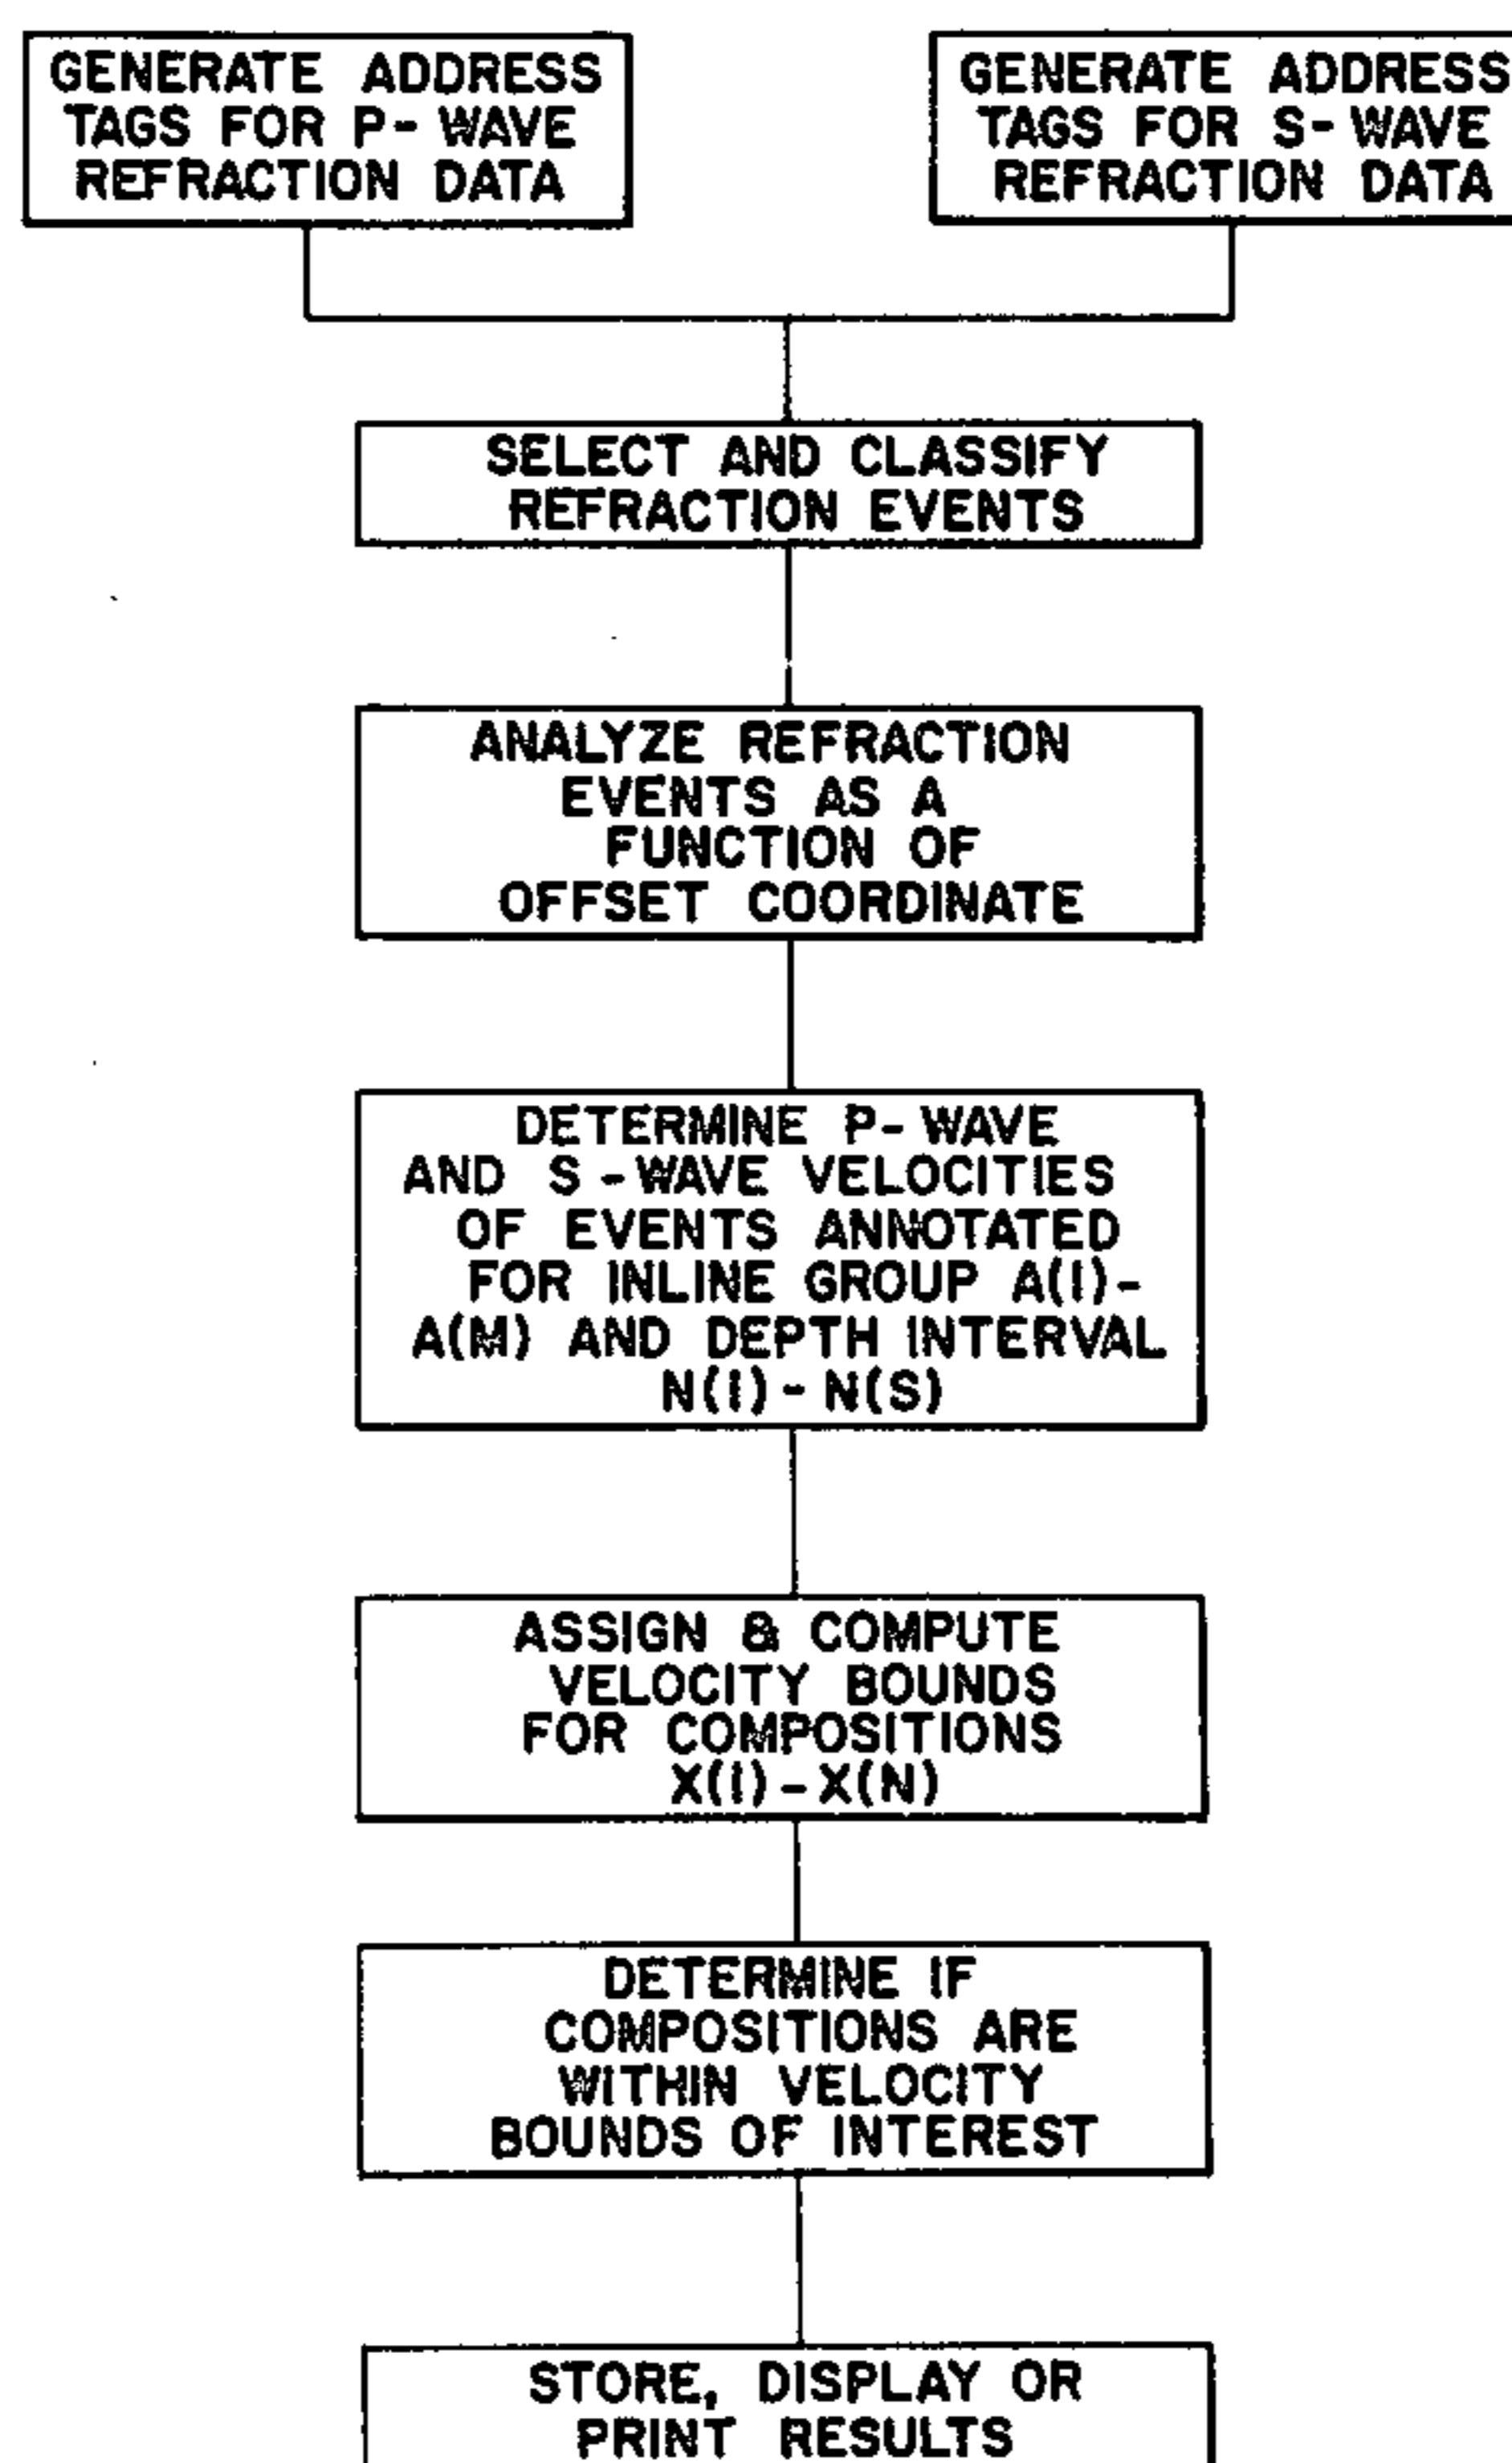 GENERATE ADDRESS
TAGS FOR P-WAVE
REFRACTION DATA
GENERATE ADDRESS
TAGS FOR S-WAVE
REFRACTION DATA
SELECT AND CLASSIFY
REFRACTION EVENTS
ANALYZE REFRACTION
EVENTS AS A
FUNCTION OF
OFFSET COORDINATE
DETERMINE P-WAVE
AND S-WAVE VELOCITIES
OF EVENTS ANNOTATED
FOR INLINE GROUP A(I)-
A(M) AND DEPTH INTERVAL
N(I)-N(S)
ASSIGN & COMPUTE
VELOCITY BOUNDS
FOR COMPOSITIONS
X(I)-X(N)
DETERMINE IF
COMPOSITIONS ARE
WITHIN VELOCITY
BOUNDS OF INTEREST
STORE, DISPLAY OR
PRINT RESULTS